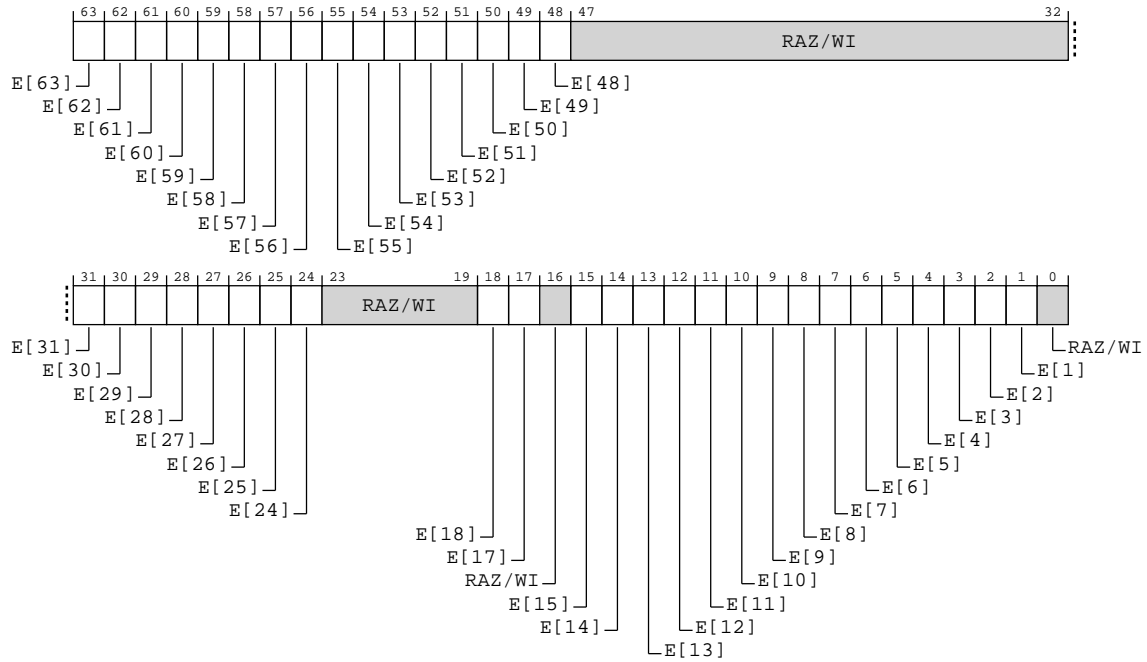 63 62 61 60 59 58 57 56 55 54 53 52 51 50 49 48 47 32
RAZ/WI
E[63] E[48]
E[62] E[49]
E[61] E[50]
E[60] E[51]
E[59] E[52]
E[58] E[53]
E[57] E[54]
E[56] E[55]
31 30 29 28 27 26 25 24 23 19 18 17 16 15 14 13 12 11 10 9 8 7 6 5 4 3 2 1 0
RAZ/WI
E[31] RAZ/WI
E[30] E[1]
E[29] E[2]
E[28] E[3]
E[27] E[4]
E[26] E[5]
E[25] E[6]
E[24] E[7]
E[18] E[8]
E[17] E[9]
RAZ/WI E[10]
E[15] E[11]
E[14] E[12]
E[13]